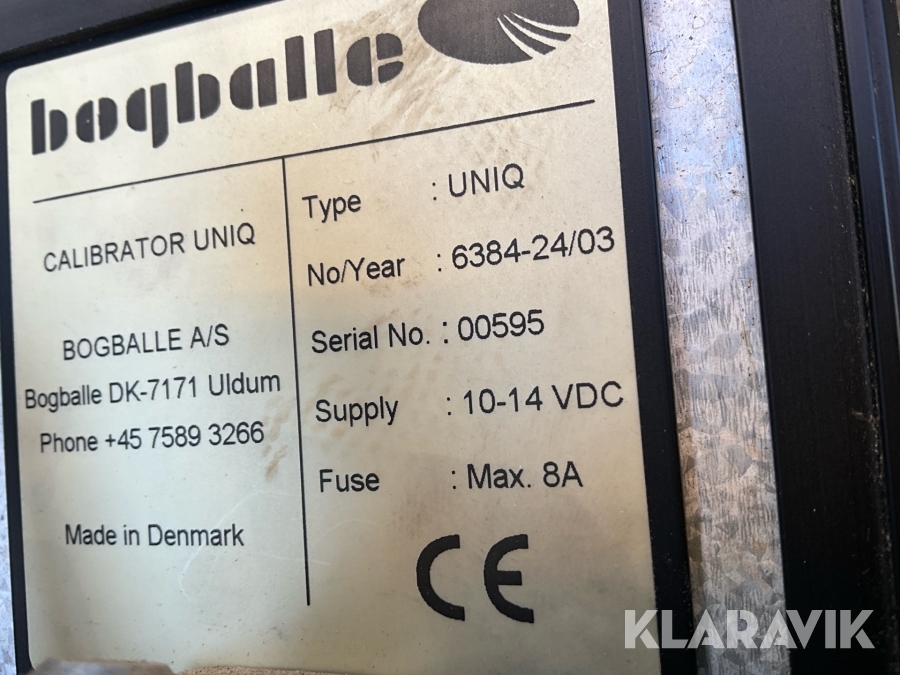 bogballe
CALIBRATOR UNIQ
BOGBALLE A/S
Bogballe DK-7171 Uldum
Phone +45 7589 3266
Made in Denmark
Type : UNIQ
No/Year : 6384-24/03
Serial No. : 00595
Supply : 10-14 VDC
Fuse : Max. 8A
CE
KLARAVIK